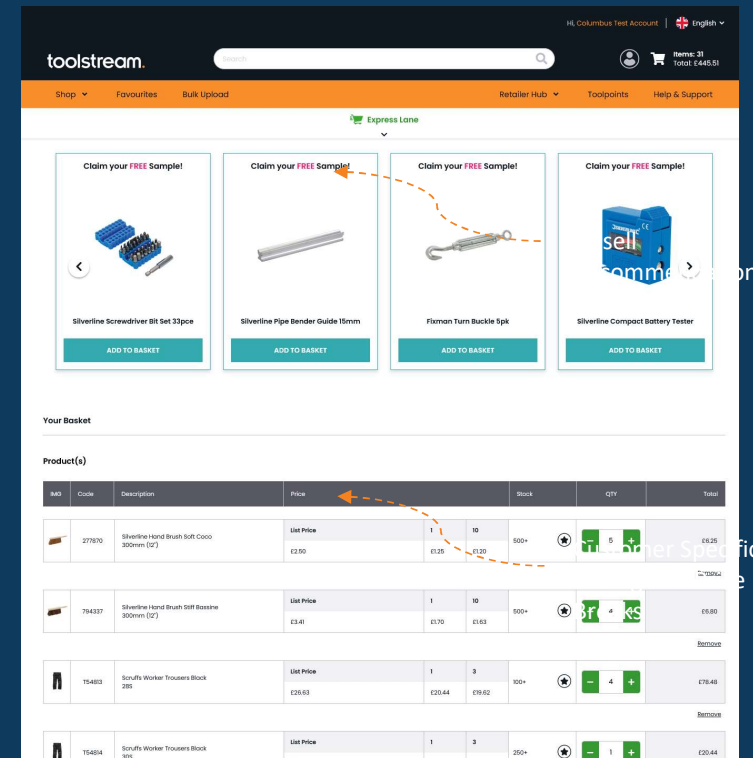 Hi, Columbus Test Account | English
toolstream.
Search
Items: 31
Total: £445.51
Shop Favourites Bulk Upload Retailer Hub Toolpoints Help & Support
Express Lane
Claim your FREE Sample! Claim your FREE Sample! Claim your FREE Sample! Claim your FREE Sample!
Silverline Screwdriver Bit Set 33pce Silverline Pipe Bender Guide 15mm Fixman Turn Buckle 5pk Silverline Compact Battery Tester
ADD TO BASKET ADD TO BASKET ADD TO BASKET ADD TO BASKET
Your Basket
Product(s)
IMG Code Description Price Stock QTY Total
277870 Silverline Hand Brush Soft Coco
300mm (12")
List Price 1 10
£2.50 £1.25 £1.20
500+ - 5 + £6.25
Customer Specific
794337 Silverline Hand Brush Stiff Bassine
300mm (12")
List Price 1 10
£3.41 £1.70 £1.63
500+ 4 £6.80
Breaks
Remove
T54813 Scruffs Worker Trousers Black
28S
List Price 1 3
£26.63 £20.44 £19.62
100+ - 4 + £78.48
Remove
T54814 Scruffs Worker Trousers Black
30S
List Price 1 3
250+ - 1 + £20.44